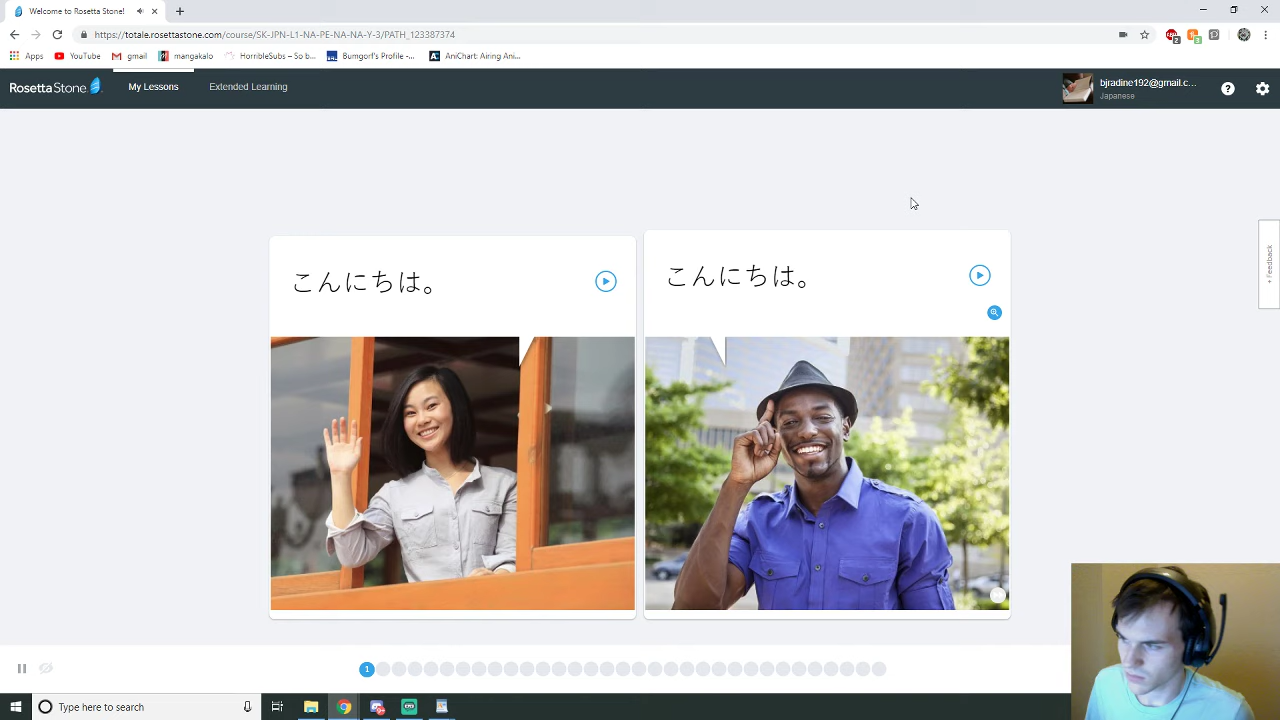 Welcome to Rosetta Stone!
https://totale.rosettastone.com/course/SK-JPN-L1-NA-PE-NA-NA-Y-3/PATH_123387374
Apps
YouTube
gmail
mangakalo
HorribleSubs – So b...
Bumgorf's Profile -...
AniChart: Airing Ani...
RosettaStone
My Lessons
Extended Learning
bjradine192@gmail.c...
Japanese
+ Feedback
こんにちは。
こんにちは。
1
Type here to search